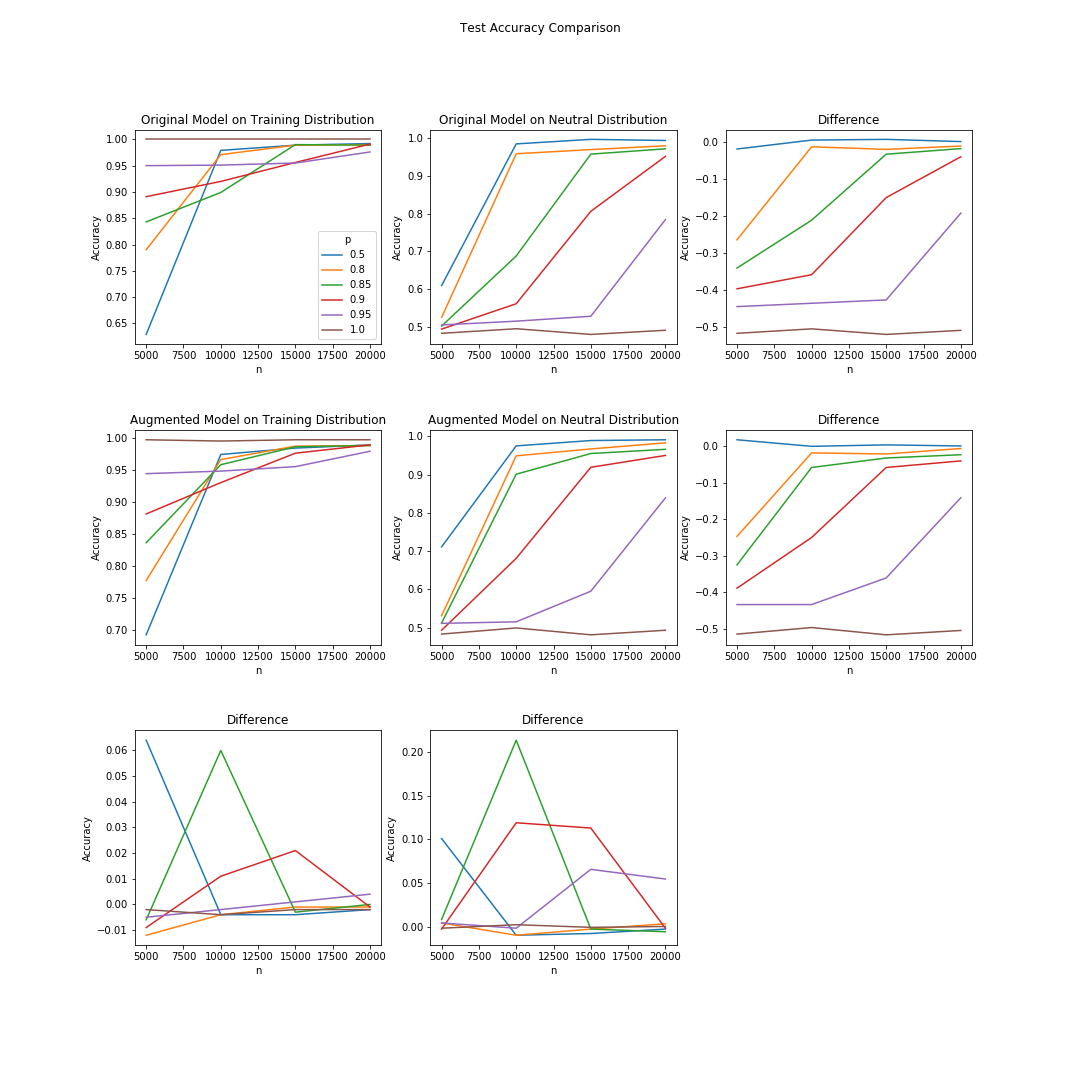 Test Accuracy Comparison
Original Model on Training Distribution
Accuracy
1.00
0.95
0.90
0.85
0.80
0.75
0.70
0.65
p
0.5
0.8
0.85
0.9
0.95
1.0
5000 7500 10000 12500 15000 17500 20000
n
Original Model on Neutral Distribution
Accuracy
1.0
0.9
0.8
0.7
0.6
0.5
5000 7500 10000 12500 15000 17500 20000
n
Difference
Accuracy
0.0
−0.1
−0.2
−0.3
−0.4
−0.5
5000 7500 10000 12500 15000 17500 20000
n
Augmented Model on Training Distribution
Accuracy
1.00
0.95
0.90
0.85
0.80
0.75
0.70
5000 7500 10000 12500 15000 17500 20000
n
Augmented Model on Neutral Distribution
Accuracy
1.0
0.9
0.8
0.7
0.6
0.5
5000 7500 10000 12500 15000 17500 20000
n
Difference
Accuracy
0.0
−0.1
−0.2
−0.3
−0.4
−0.5
5000 7500 10000 12500 15000 17500 20000
n
Difference
Accuracy
0.06
0.05
0.04
0.03
0.02
0.01
0.00
−0.01
5000 7500 10000 12500 15000 17500 20000
n
Difference
Accuracy
0.20
0.15
0.10
0.05
0.00
5000 7500 10000 12500 15000 17500 20000
n